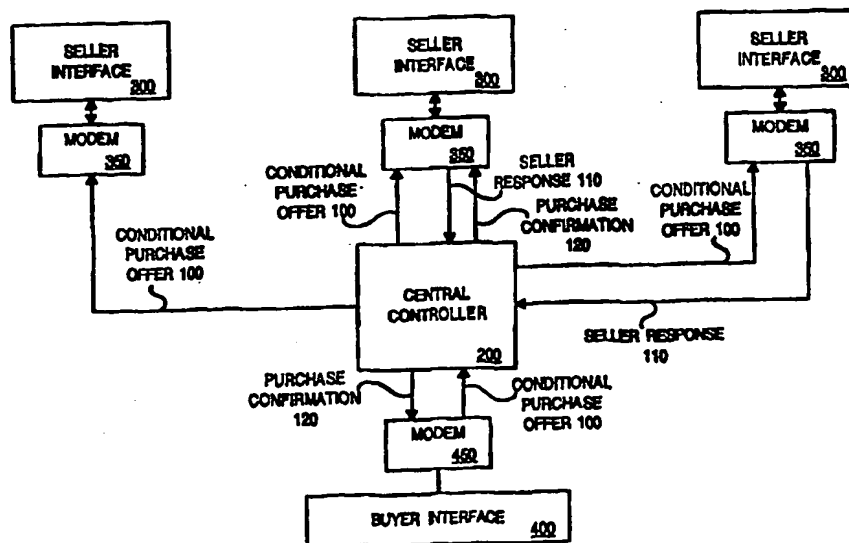 SELLER
INTERFACE
300
SELLER
INTERFACE
300
SELLER
INTERFACE
300
MODEM
350
MODEM
350
MODEM
350
CONDITIONAL
PURCHASE
OFFER 100
SELLER
RESPONSE 110
PURCHASE
CONFIRMATION
120
CONDITIONAL
PURCHASE
OFFER 100
CONDITIONAL
PURCHASE
OFFER 100
CENTRAL
CONTROLLER
200
SELLER RESPONSE
110
PURCHASE
CONFIRMATION
120
CONDITIONAL
PURCHASE
OFFER 100
MODEM
450
BUYER INTERFACE
400